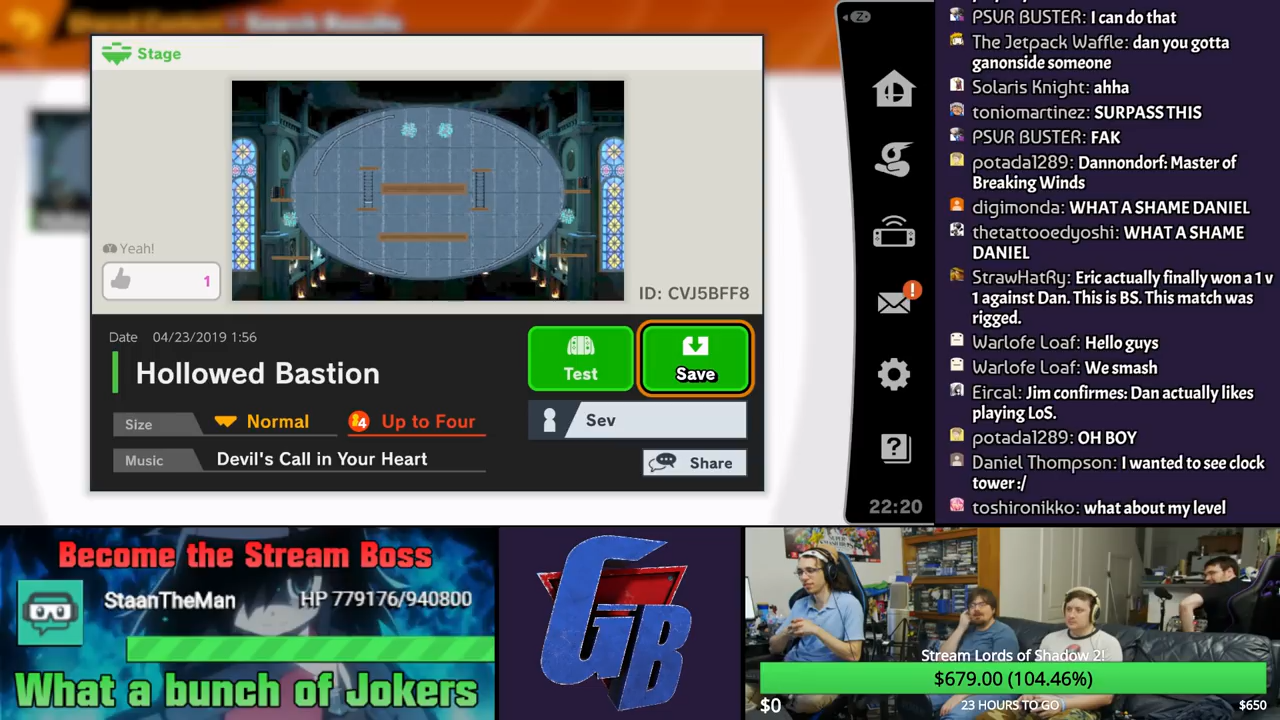 Stage
Yeah!
1
ID: CVJ5BFF8
Date 04/23/2019 1:56
Hollowed Bastion
Size Normal 4 Up to Four
Music Devil's Call in Your Heart
Test
Save
Sev
Share
Z
!
?
22:20
PSVR BUSTER: I can do that
The Jetpack Waffle: dan you gotta
ganonside someone
Solaris Knight: ahha
toniomartinez: SURPASS THIS
PSVR BUSTER: FAK
potada1289: Dannondorf: Master of
Breaking Winds
digimonda: WHAT A SHAME DANIEL
thetattooedyoshi: WHAT A SHAME
DANIEL
StrawHatRy: Eric actually finally won a 1 v
1 against Dan. This is BS. This match was
rigged.
Warlofe Loaf: Hello guys
Warlofe Loaf: We smash
Eircal: Jim confirmes: Dan actually likes
playing LoS.
potada1289: OH BOY
Daniel Thompson: I wanted to see clock
tower :/
toshironikko: what about my level
Become the Stream Boss
StaanTheMan HP 779176/940800
What a bunch of Jokers
GB
Stream Lords of Shadow 2!
$679.00 (104.46%)
$0 23 HOURS TO GO $650